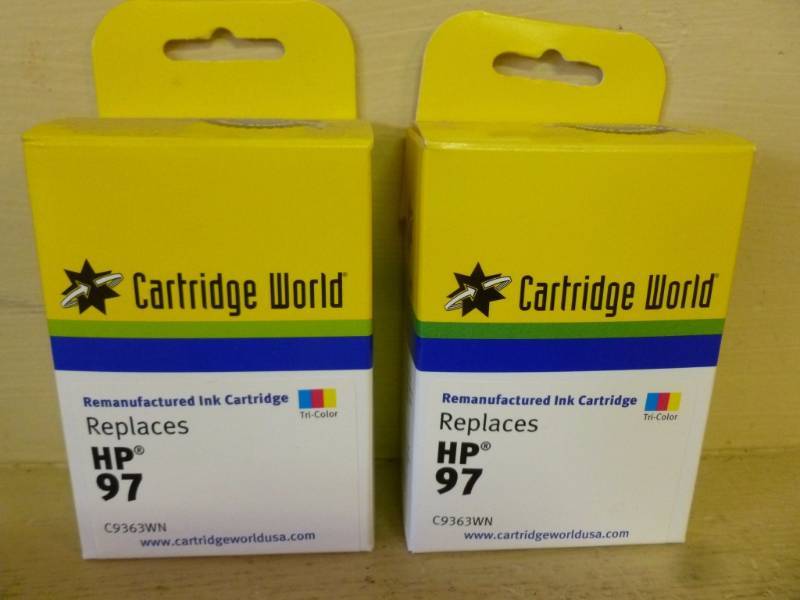 Cartridge World
Remanufactured Ink Cartridge
Tri-Color
Replaces
HP®
97
C9363WN
www.cartridgeworldusa.com
Cartridge World
Remanufactured Ink Cartridge
Tri-Color
Replaces
HP®
97
C9363WN
www.cartridgeworldusa.com